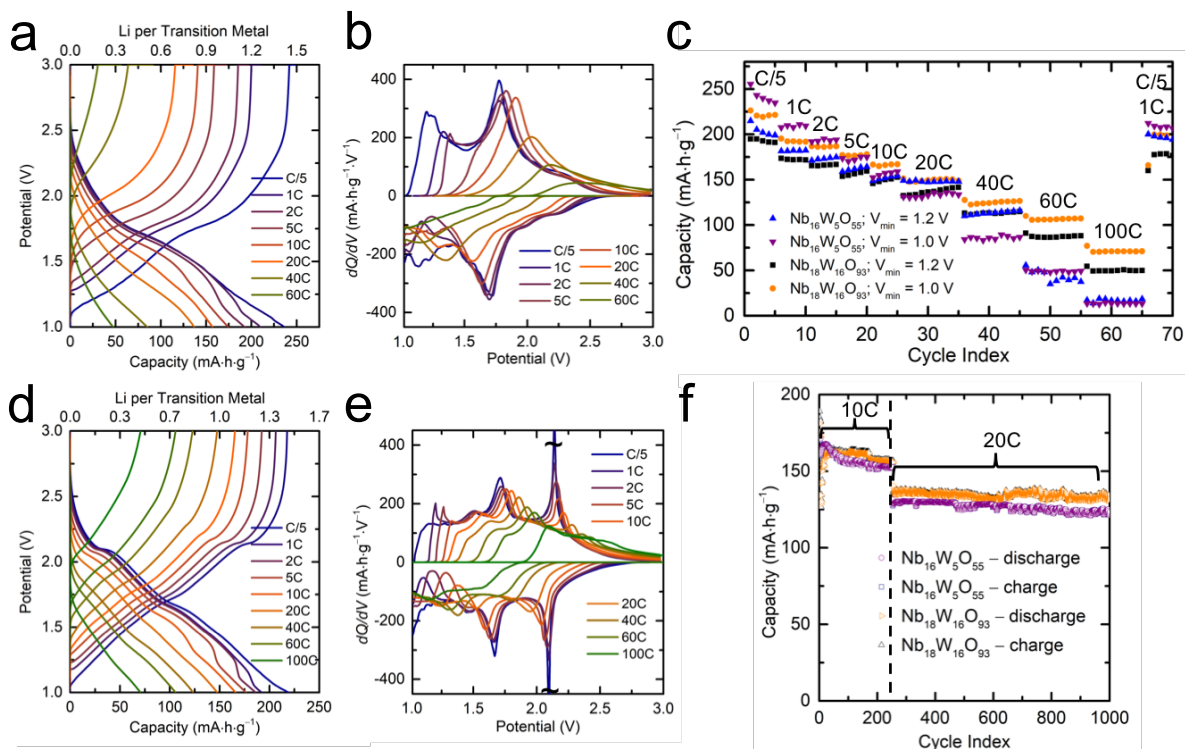 a
Li per Transition Metal
0.0 0.3 0.6 0.9 1.2 1.5
3.0
2.5
2.0
1.5
1.0
Potential (V)
C/5
1C
2C
5C
10C
20C
40C
60C
0 50 100 150 200 250
Capacity (mA·h·g⁻¹)
b
400
200
0
-200
-400
dQ/dV (mA·h·g⁻¹·V⁻¹)
C/5
1C
2C
5C
10C
20C
40C
60C
1.0 1.5 2.0 2.5 3.0
Potential (V)
c
250
200
150
100
50
0
Capacity (mA·h·g⁻¹)
C/5
1C
2C
5C
10C
20C
40C
60C
100C
C/5
1C
Nb₁₆W₅O₅₅; Vₘᵢₙ = 1.2 V
Nb₁₆W₅O₅₅; Vₘᵢₙ = 1.0 V
Nb₁₈W₁₆O₉₃; Vₘᵢₙ = 1.2 V
Nb₁₈W₁₆O₉₃; Vₘᵢₙ = 1.0 V
0 10 20 30 40 50 60 70
Cycle Index
d
Li per Transition Metal
0.0 0.3 0.7 1.0 1.3 1.7
3.0
2.5
2.0
1.5
1.0
Potential (V)
C/5
1C
2C
5C
10C
20C
40C
60C
100C
0 50 100 150 200 250
Capacity (mA·h·g⁻¹)
e
400
200
0
-200
-400
dQ/dV (mA·h·g⁻¹·V⁻¹)
C/5
1C
2C
5C
10C
20C
40C
60C
100C
1.0 1.5 2.0 2.5 3.0
Potential (V)
f
200
150
100
50
0
Capacity (mA·h·g⁻¹)
10C
20C
Nb₁₆W₅O₅₅ – discharge
Nb₁₆W₅O₅₅ – charge
Nb₁₈W₁₆O₉₃ – discharge
Nb₁₈W₁₆O₉₃ – charge
0 200 400 600 800 1000
Cycle Index